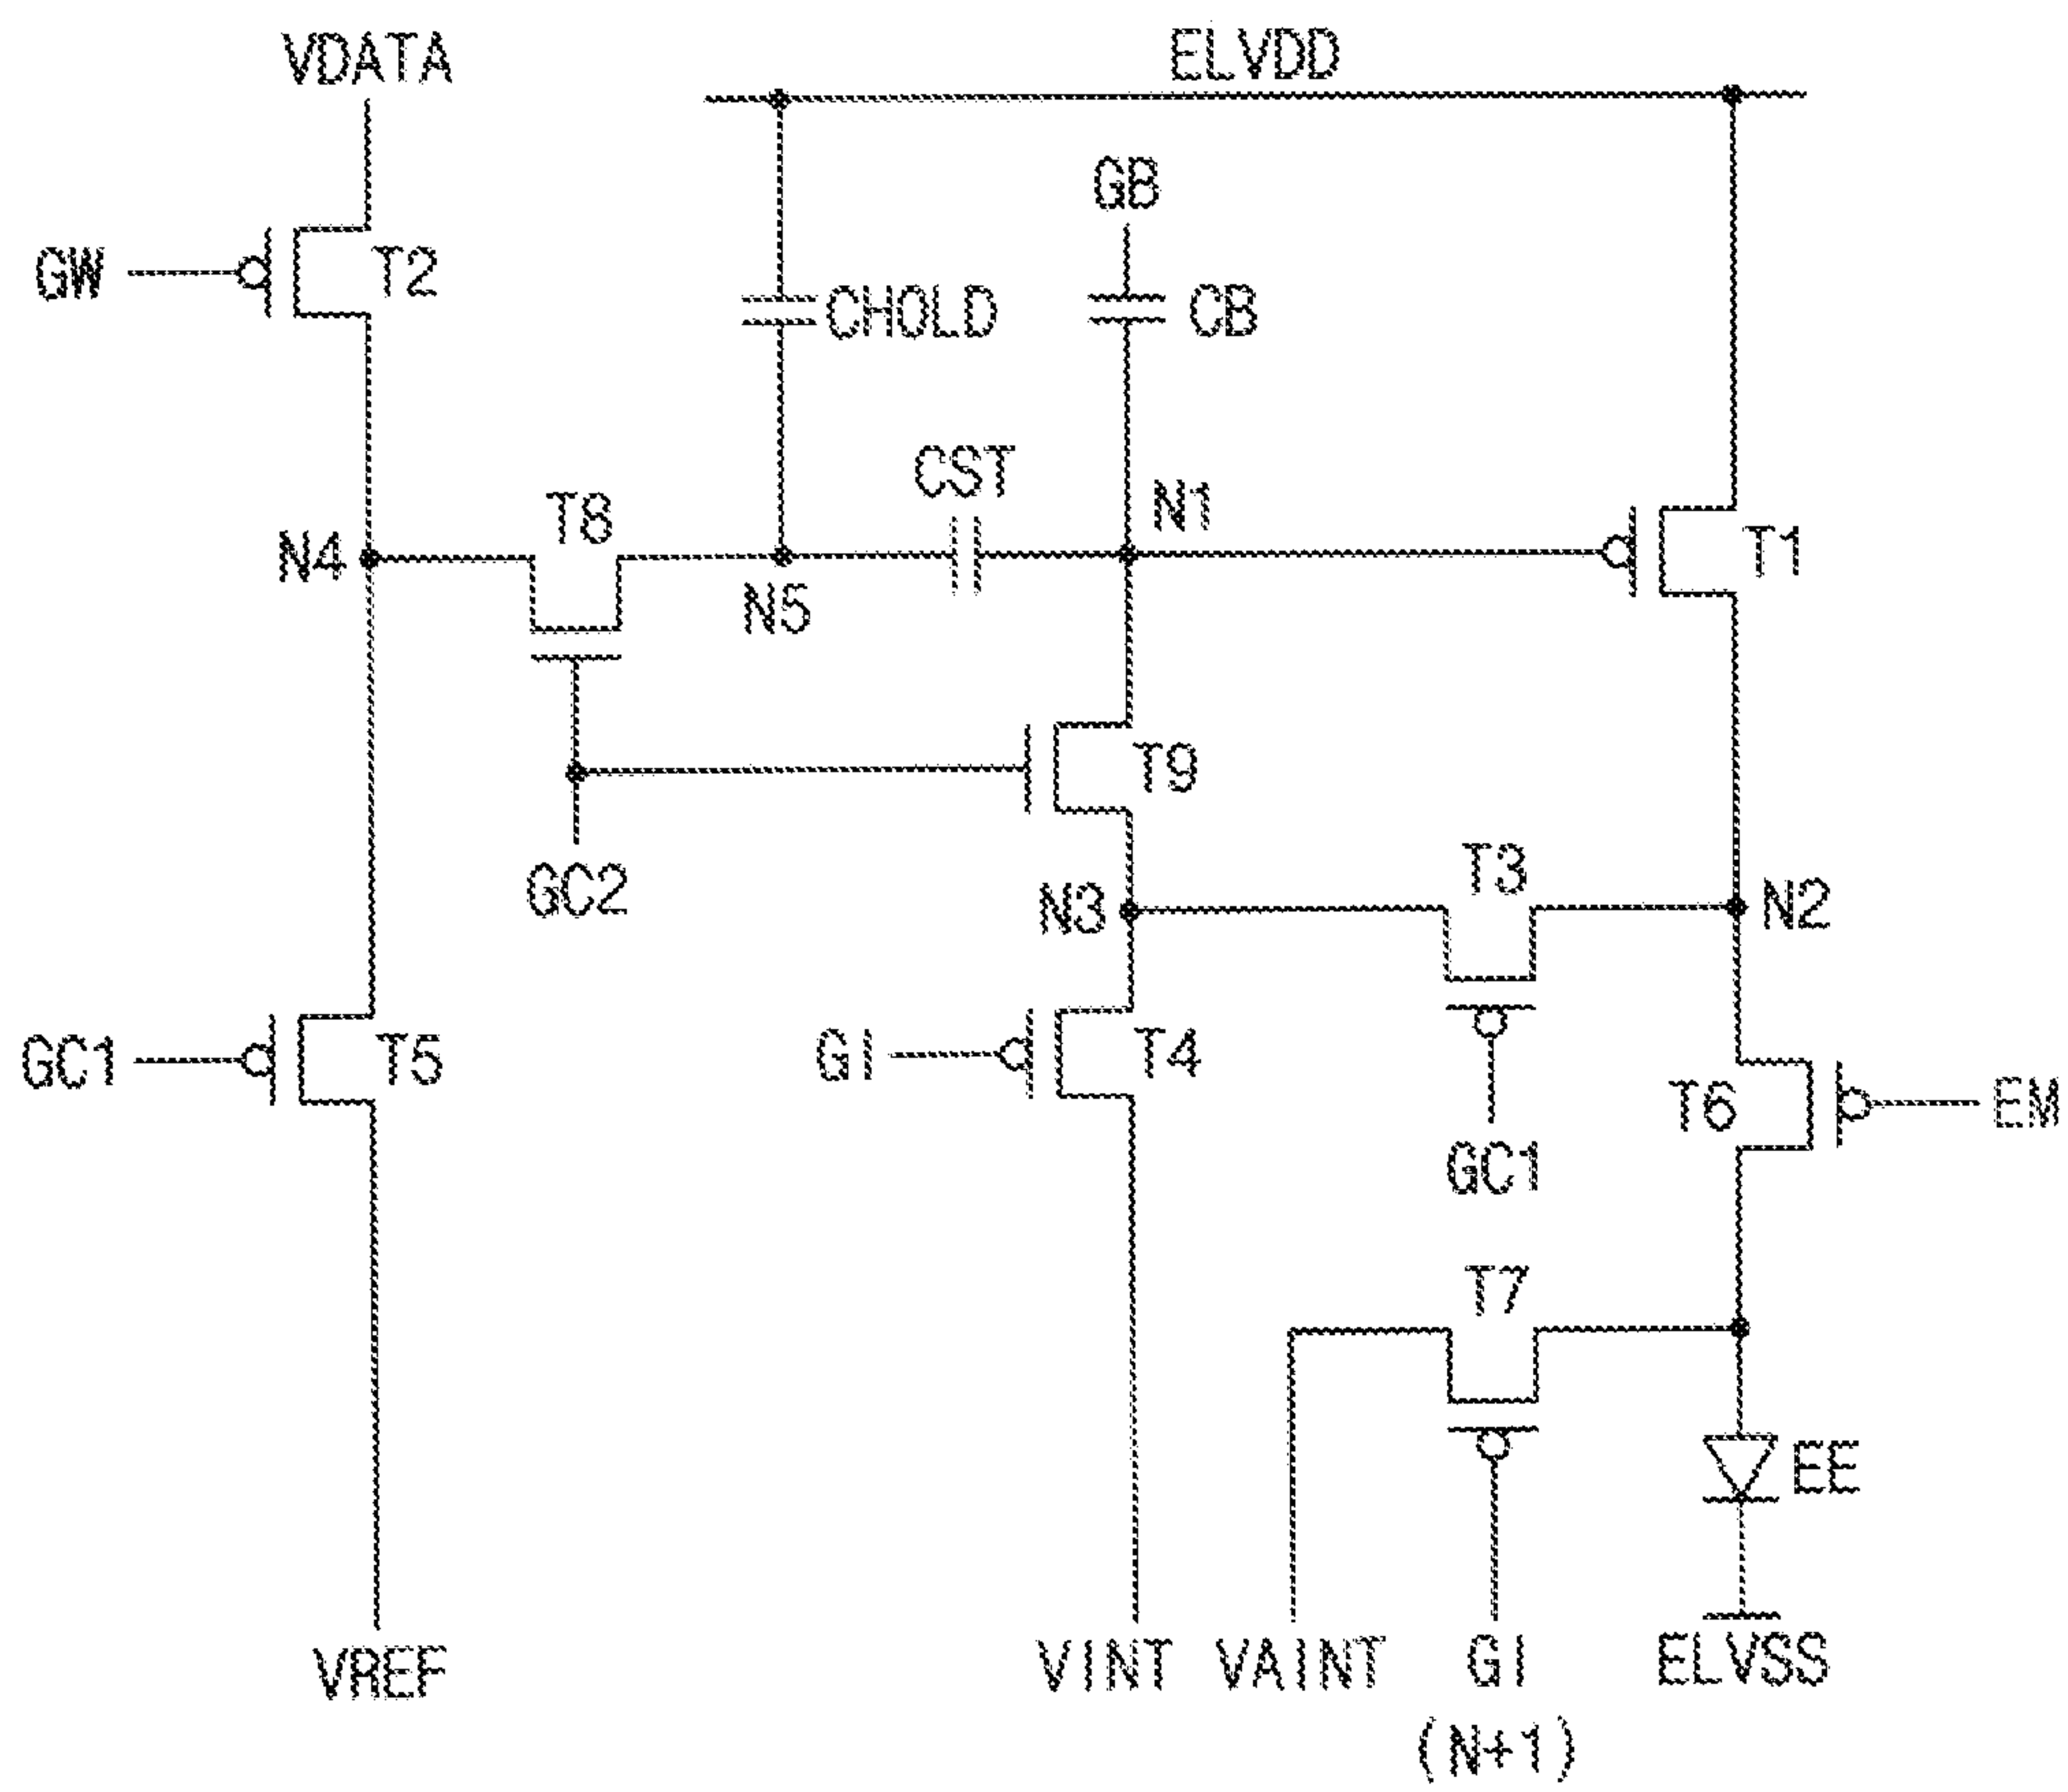 VDATA
ELVDD
GB
GW
T2
CHOLD
CB
CST
N1
T8
N4
T1
N5
T9
T3
GC2
N3
N2
GC1
T5
GI
T4
T6
EM
GC1
T7
EE
VREF
VINT
VAINT
GI
ELVSS
(N+1)